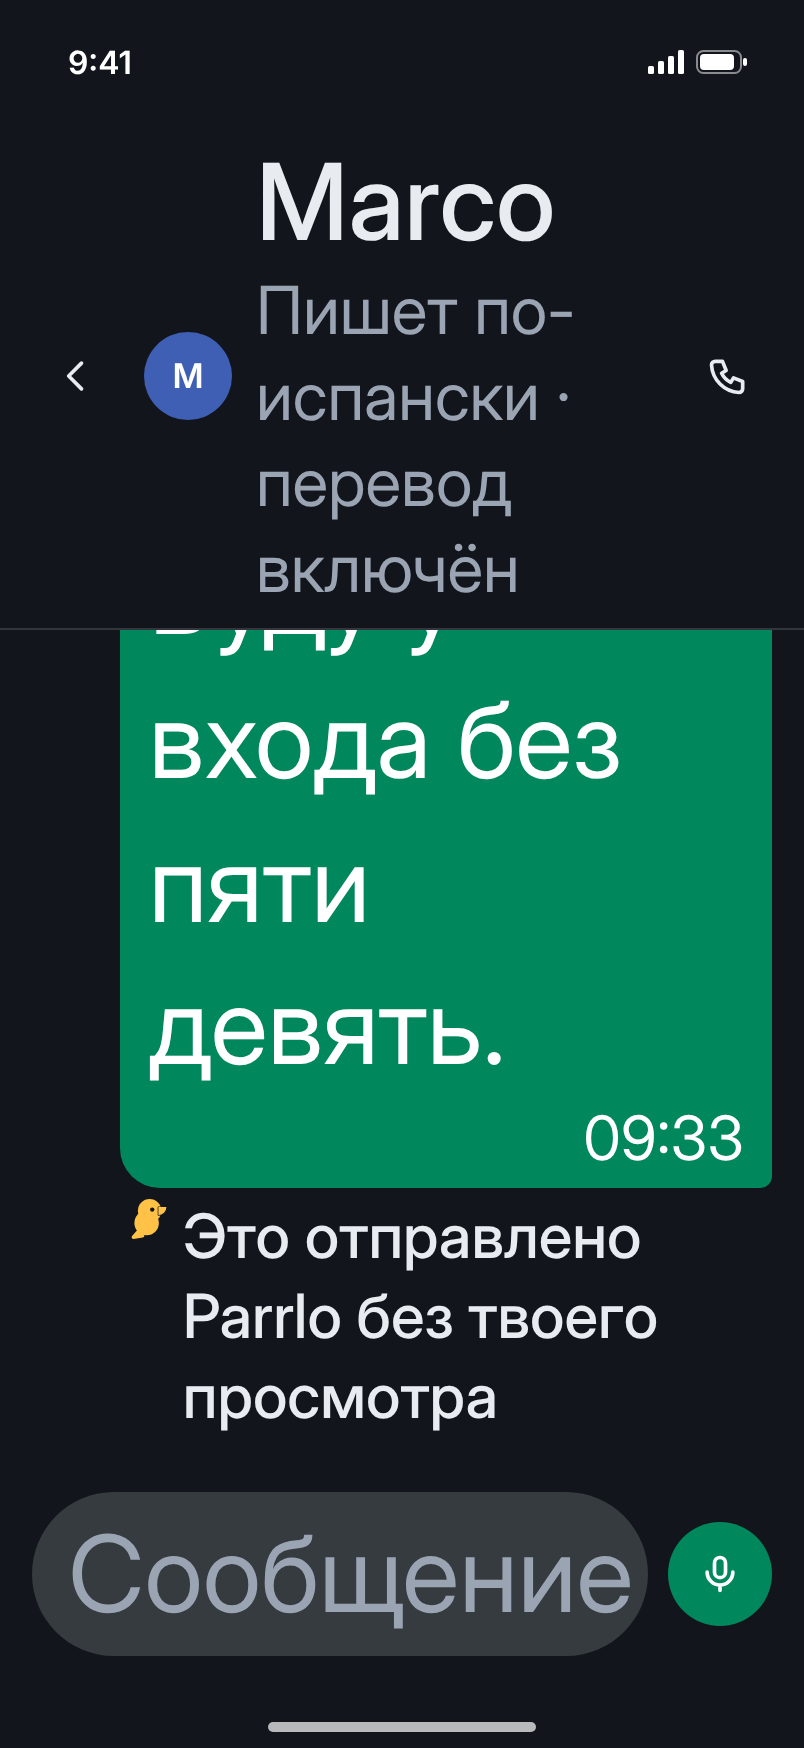 9:41
Marco
Пишет по-
испански ·
перевод
включён
M
входа без
пяти
девять.
09:33
Это отправлено
Parrlo без твоего
просмотра
Сообщение